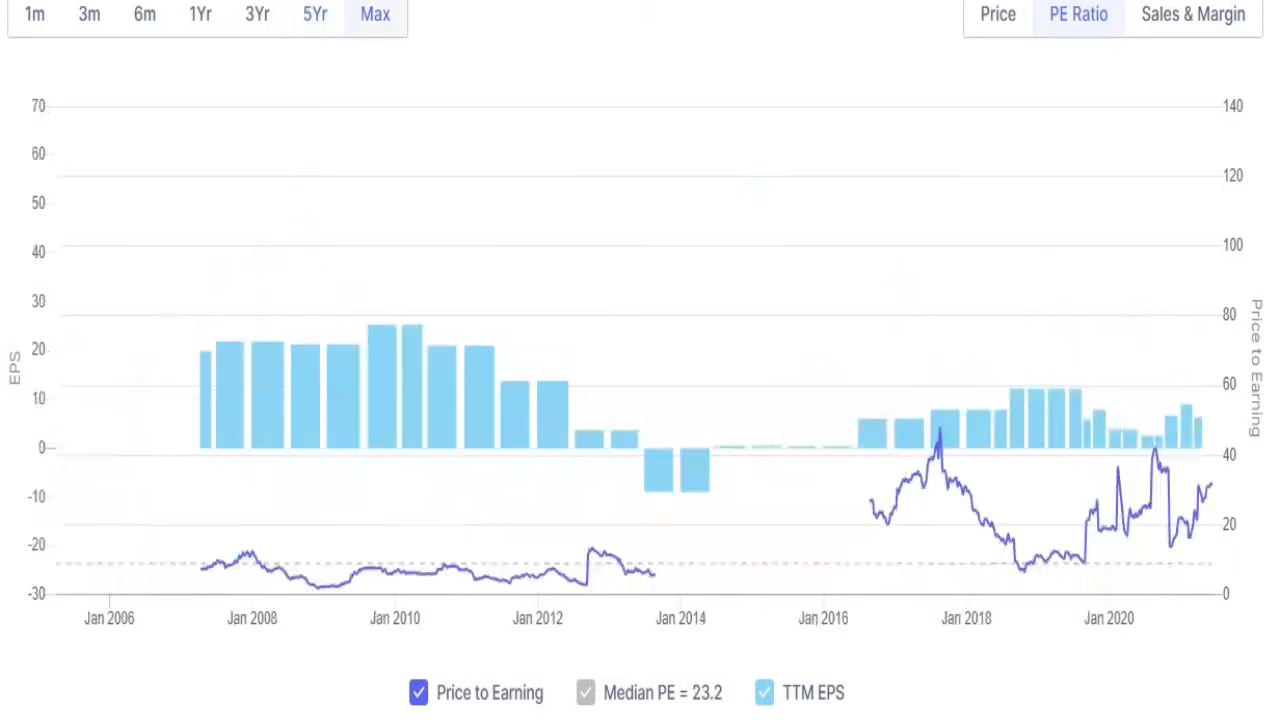 1m 3m 6m 1Yr 3Yr 5Yr Max Price PE Ratio Sales & Margin
70 140
60
120
50
40 100
30 80
20
10 60
0 40
-10
20
-20
-30 0
EPS
Price to Earning
Jan 2006 Jan 2008 Jan 2010 Jan 2012 Jan 2014 Jan 2016 Jan 2018 Jan 2020
Price to Earning Median PE = 23.2 TTM EPS